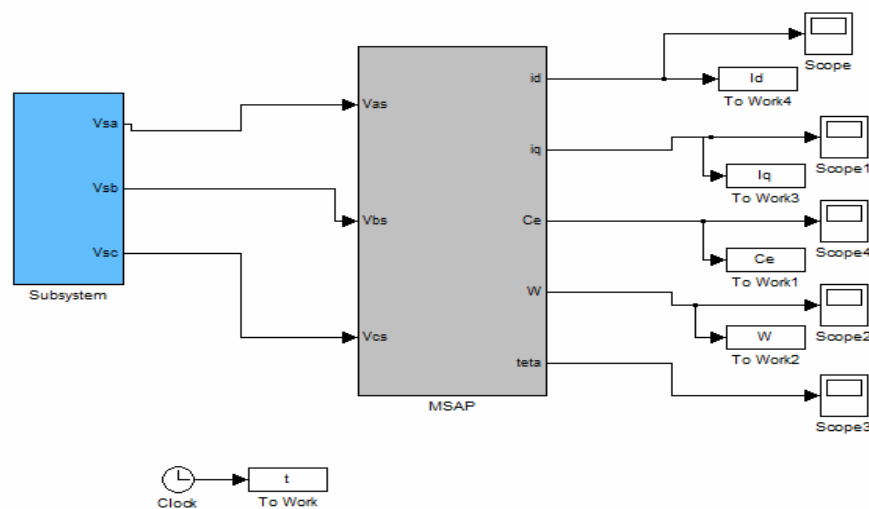 Scope
id
Id
To Work4
Vsa
Vas
iq
Scope1
Iq
To Work3
Vsb
Vbs
Ce
Scope4
Ce
To Work1
Vsc
Subsystem
W
Scope2
W
To Work2
Vcs
teta
MSAP
Scope3
t
Clock
To Work